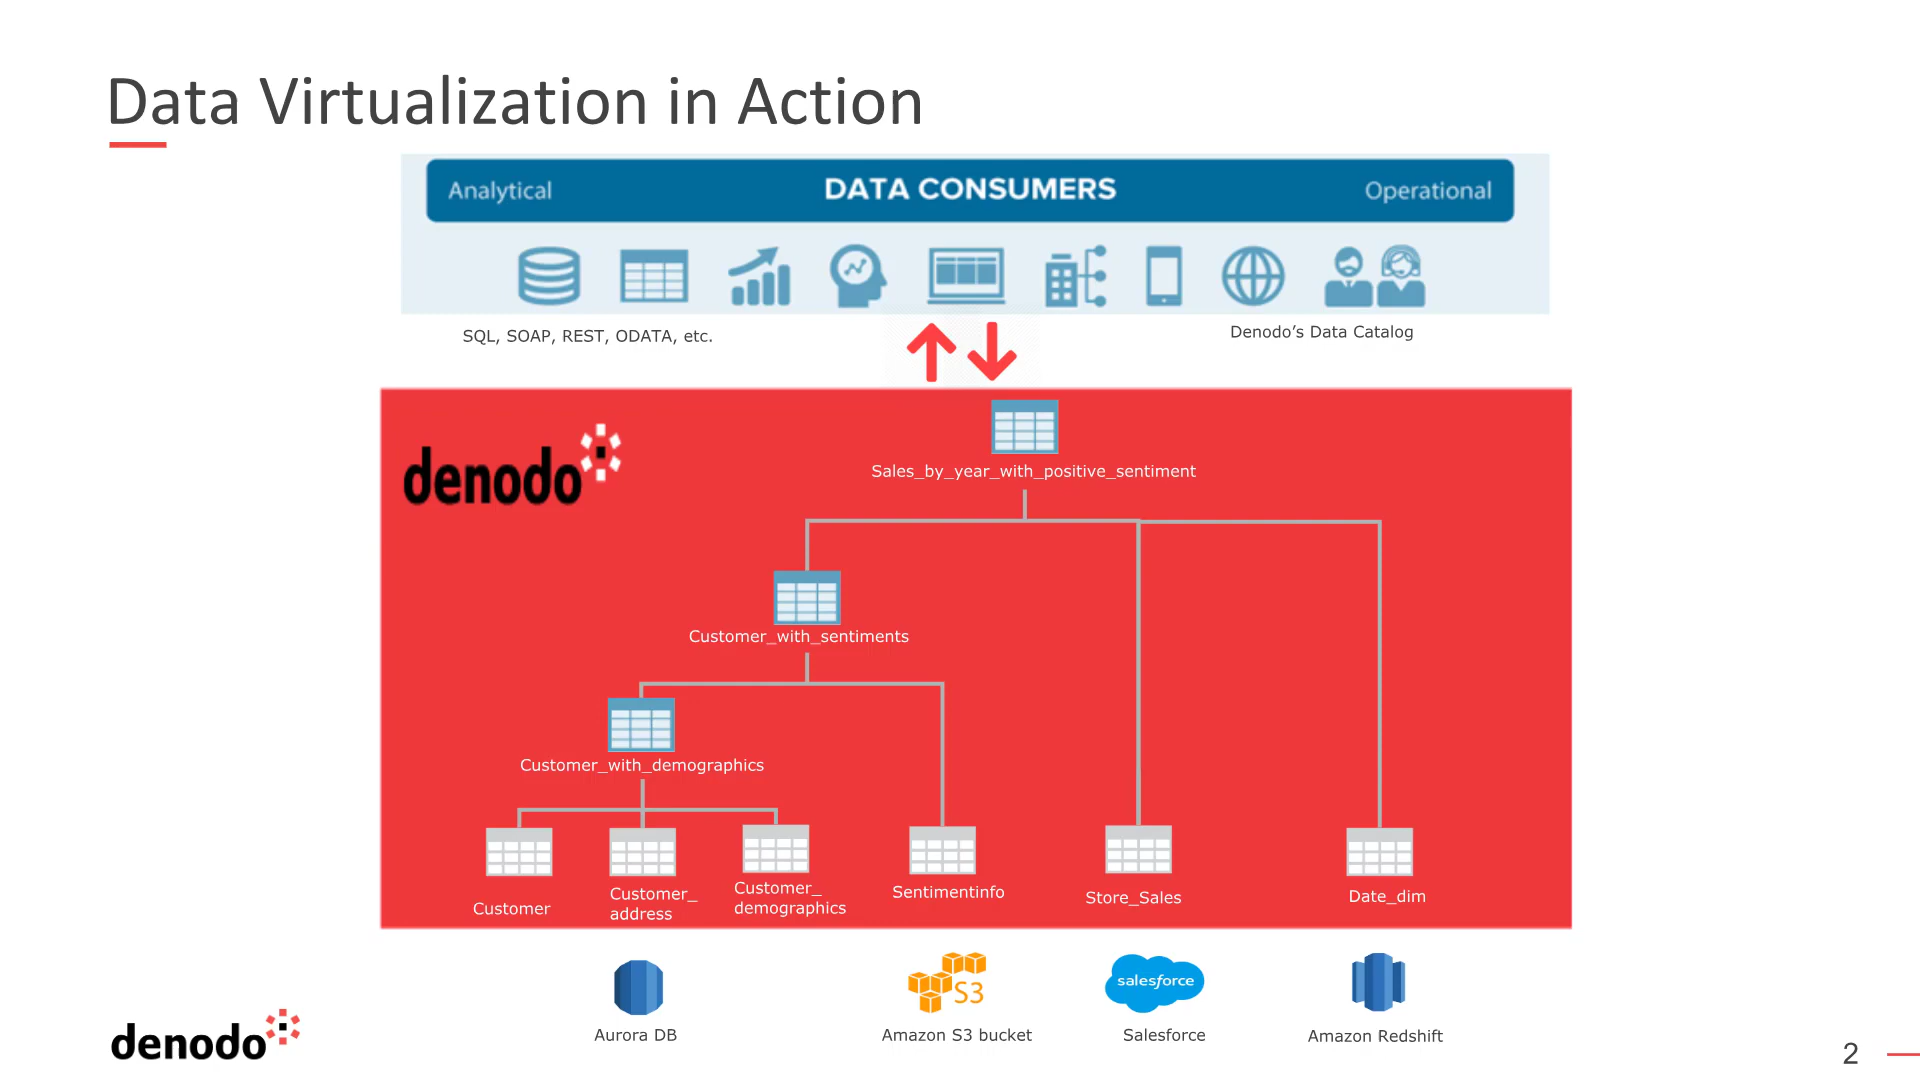 Data Virtualization in Action
Analytical
DATA CONSUMERS
Operational
SQL, SOAP, REST, ODATA, etc.
Denodo’s Data Catalog
denodo
Sales_by_year_with_positive_sentiment
Customer_with_sentiments
Customer_with_demographics
Customer
Customer_
address
Customer_
demographics
Sentimentinfo
Store_Sales
Date_dim
S3
salesforce
Aurora DB
Amazon S3 bucket
Salesforce
Amazon Redshift
denodo
2